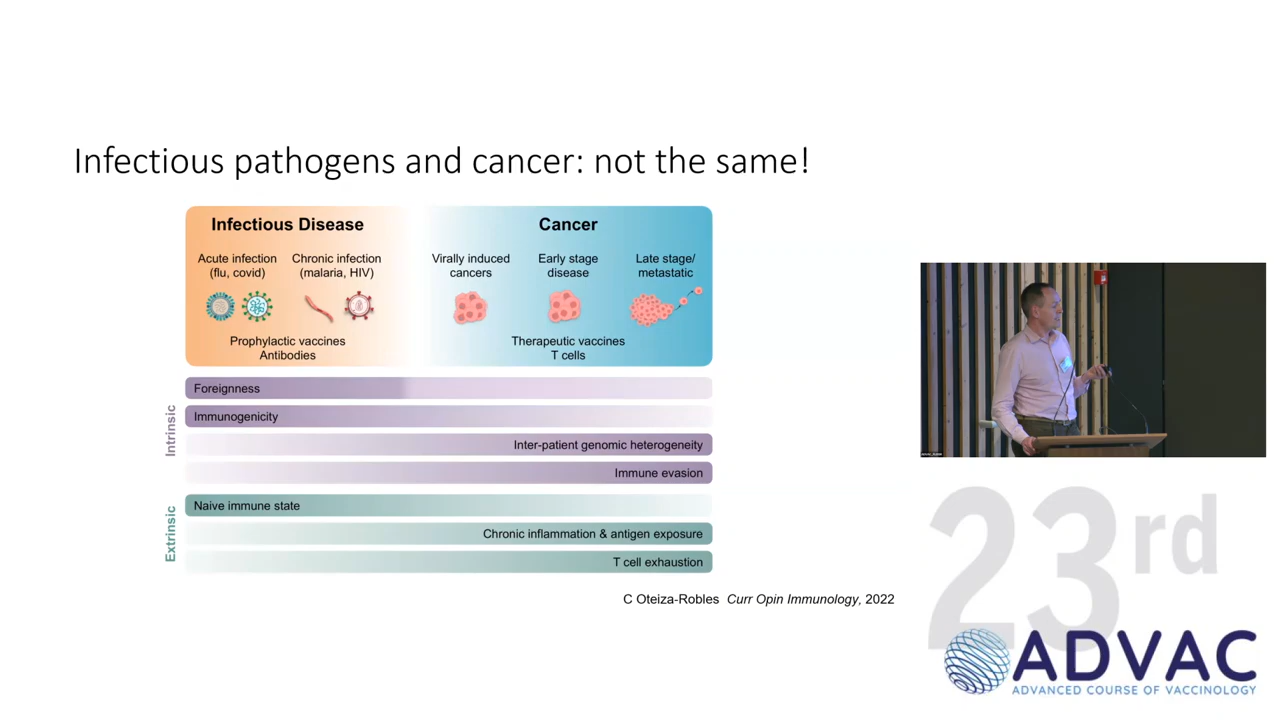 Infectious pathogens and cancer: not the same!
Infectious Disease
Cancer
Acute infection
(flu, covid)
Chronic infection
(malaria, HIV)
Virally induced
cancers
Early stage
disease
Late stage/
metastatic
Prophylactic vaccines
Antibodies
Therapeutic vaccines
T cells
Intrinsic
Foreignness
Immunogenicity
Inter-patient genomic heterogeneity
Immune evasion
Extrinsic
Naive immune state
Chronic inflammation & antigen exposure
T cell exhaustion
C Oteiza-Robles Curr Opin Immunology, 2022
23rd
ADVAC
ADVANCED COURSE OF VACCINOLOGY